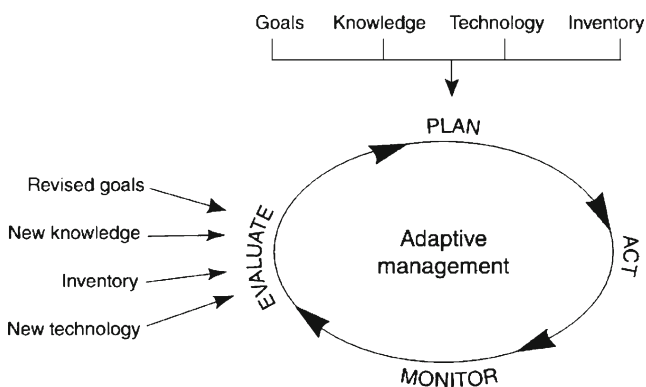 Goals Knowledge Technology Inventory
PLAN
Revised goals
New knowledge
Inventory
New technology
EVALUATE
Adaptive
management
ACT
MONITOR